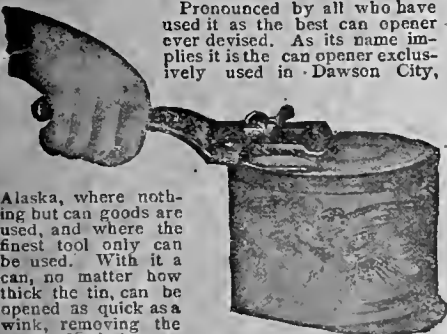 Pronounced by all who have
used it as the best can opener
ever devised. As its name im-
plies it is the can opener exclus-
ively used in Dawson City,
Alaska, where noth-
ing but can goods are
used, and where the
finest tool only can
be used. With it a
can, no matter how
thick the tin, can be
opened as quick as a
wink, removing the